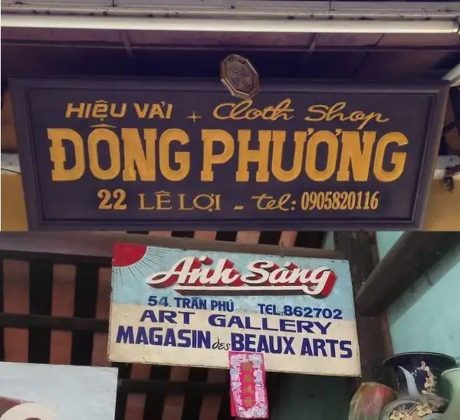 HIỆU VẢI + Cloth Shop
ĐÔNG PHƯƠNG
22 LÊ LỢI - tel: 0905820116
Ánh Sáng
54. TRẦN PHÚ TEL. 862702
ART GALLERY
MAGASIN des BEAUX ARTS